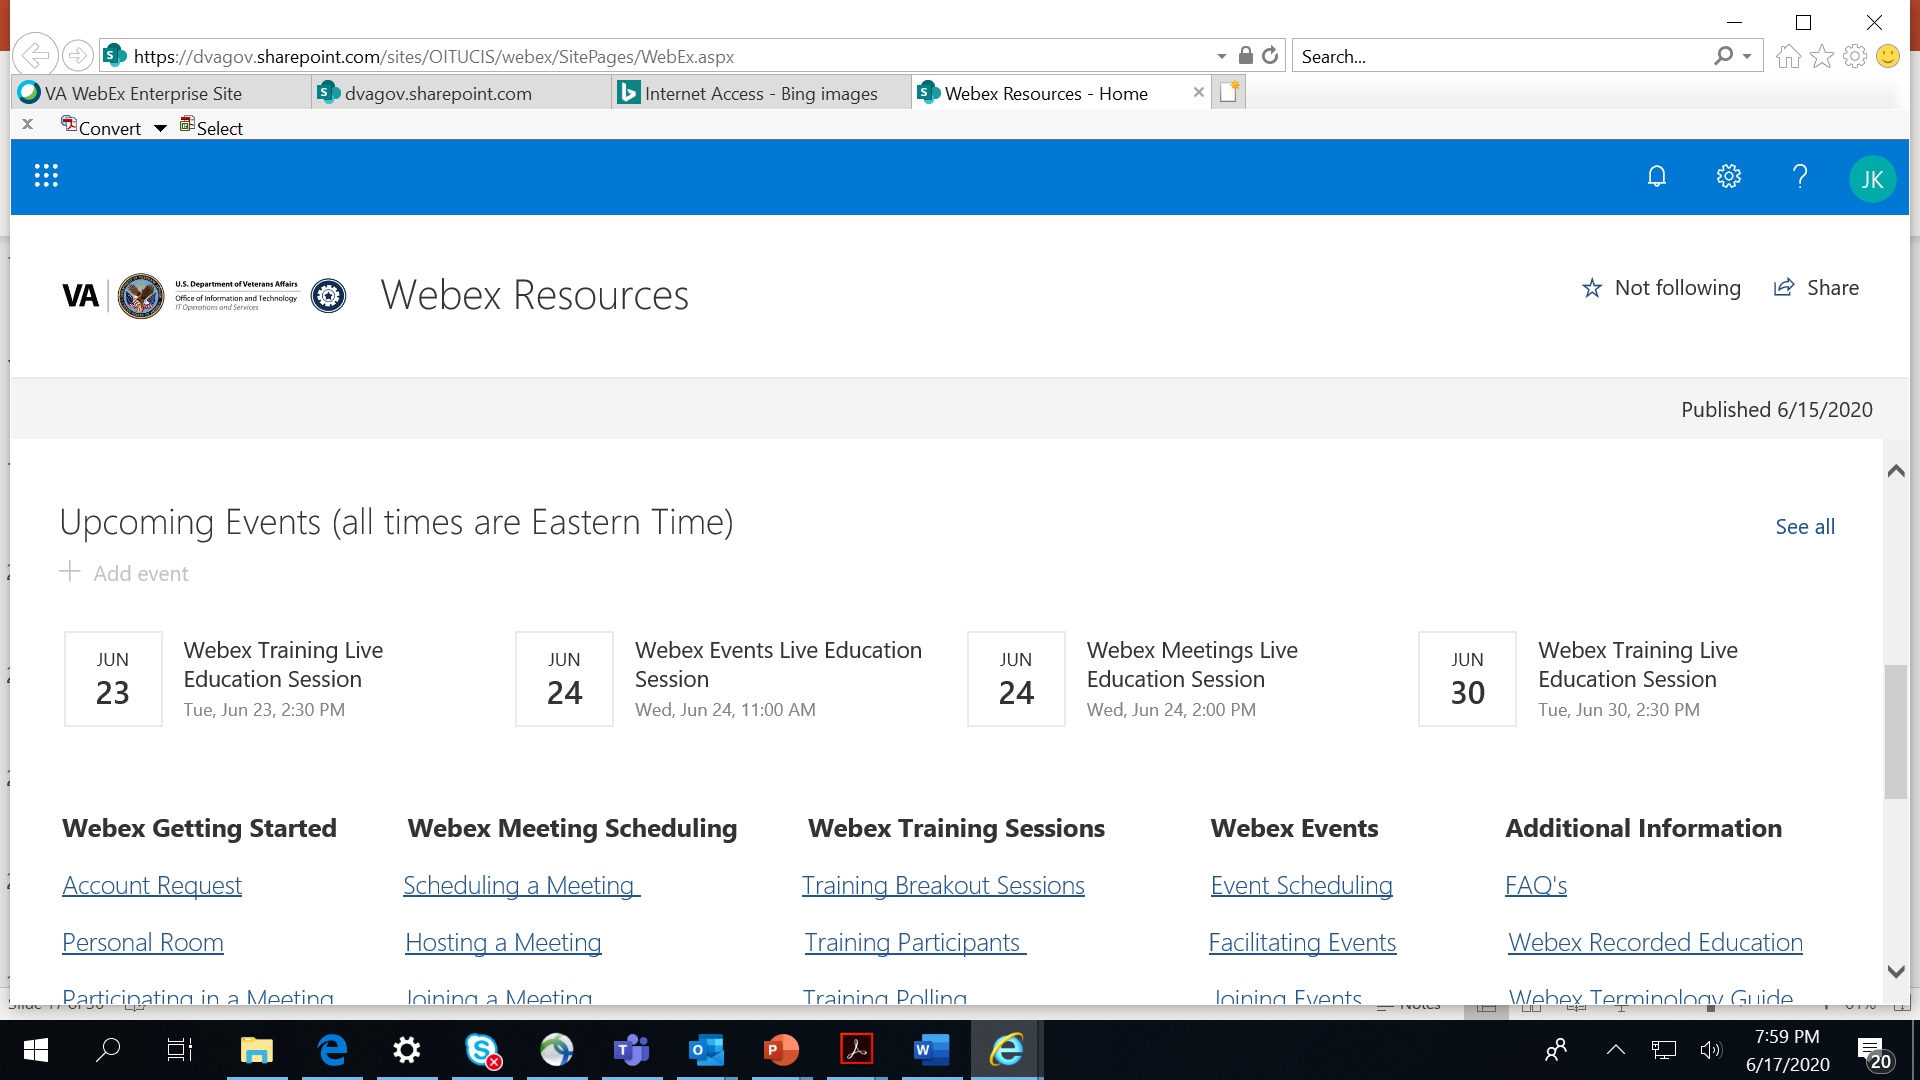 https://dvagov.sharepoint.com/sites/OITUCIS/webex/SitePages/WebEx.aspx
Search...
VA WebEx Enterprise Site
dvagov.sharepoint.com
Internet Access - Bing images
Webex Resources - Home
x
Convert
Select
JK
VA
U.S. Department of Veterans Affairs
Office of Information and Technology
IT Operations and Services
Webex Resources
Not following
Share
Published 6/15/2020
Upcoming Events (all times are Eastern Time)
See all
Add event
JUN
23
Webex Training Live
Education Session
Tue, Jun 23, 2:30 PM
JUN
24
Webex Events Live Education
Session
Wed, Jun 24, 11:00 AM
JUN
24
Webex Meetings Live
Education Session
Wed, Jun 24, 2:00 PM
JUN
30
Webex Training Live
Education Session
Tue, Jun 30, 2:30 PM
Webex Getting Started
Account Request
Personal Room
Participating in a Meeting
Webex Meeting Scheduling
Scheduling a Meeting
Hosting a Meeting
Joining a Meeting
Webex Training Sessions
Training Breakout Sessions
Training Participants
Training Polling
Webex Events
Event Scheduling
Facilitating Events
Joining Events
Additional Information
FAQ's
Webex Recorded Education
Webex Terminology Guide
Notes
7:59 PM
6/17/2020
20